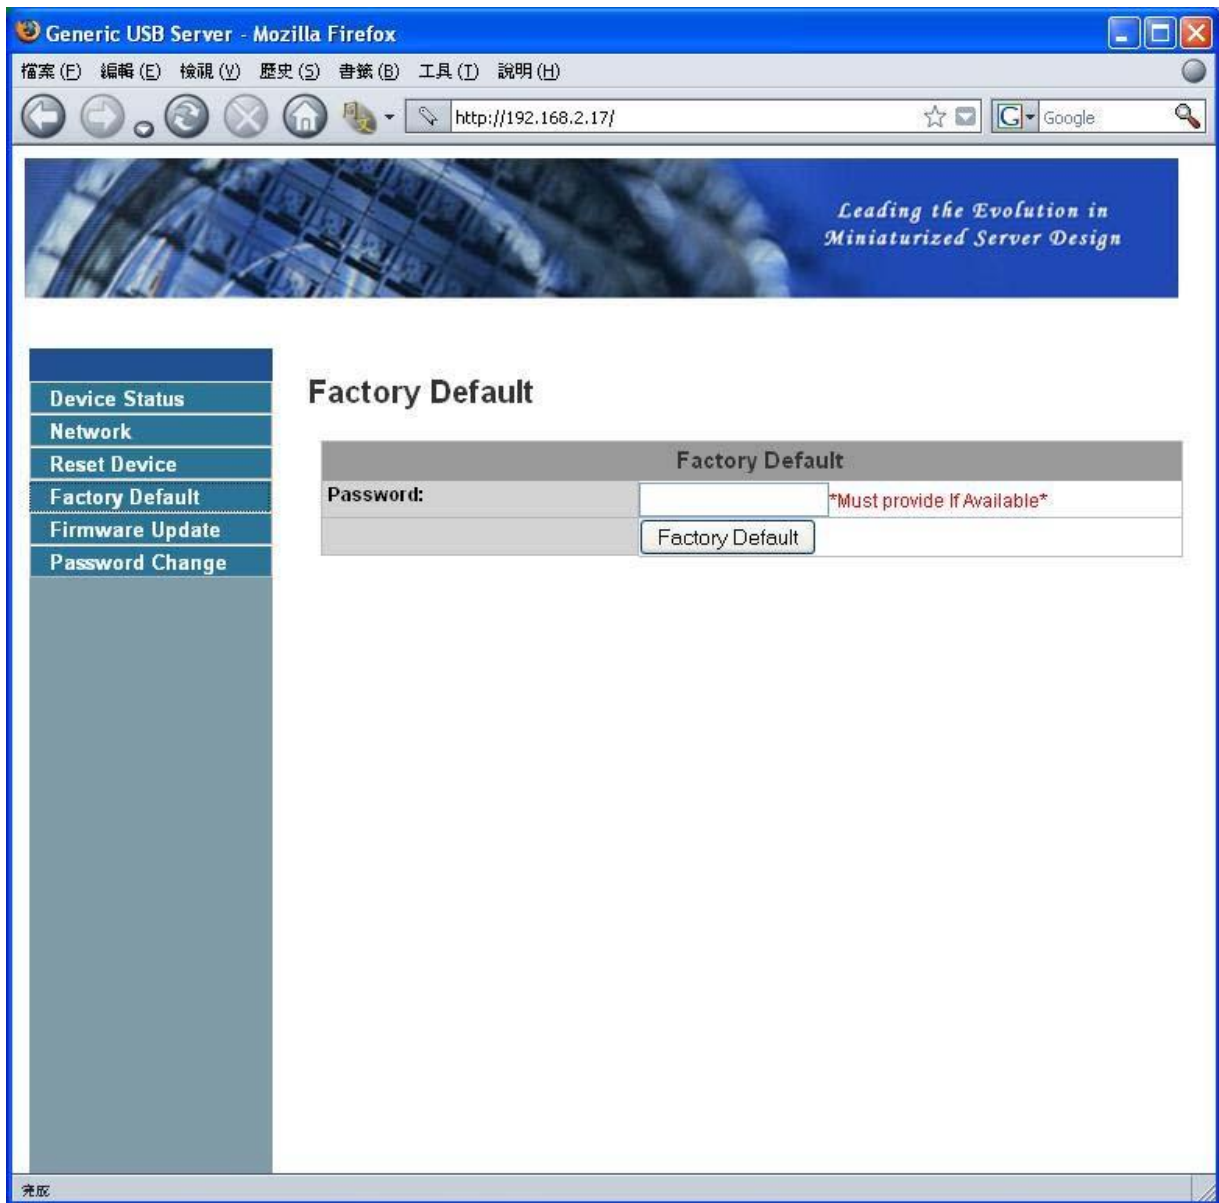 Generic USB Server - Mozilla Firefox
檔案(F) 編輯(E) 檢視(V) 歷史(S) 書籤(B) 工具(T) 說明(H)
http://192.168.2.17/
G Google
Leading the Evolution in
Miniaturized Server Design
Device Status
Network
Reset Device
Factory Default
Firmware Update
Password Change
Factory Default
Factory Default
Password:
*Must provide If Available*
Factory Default
完成